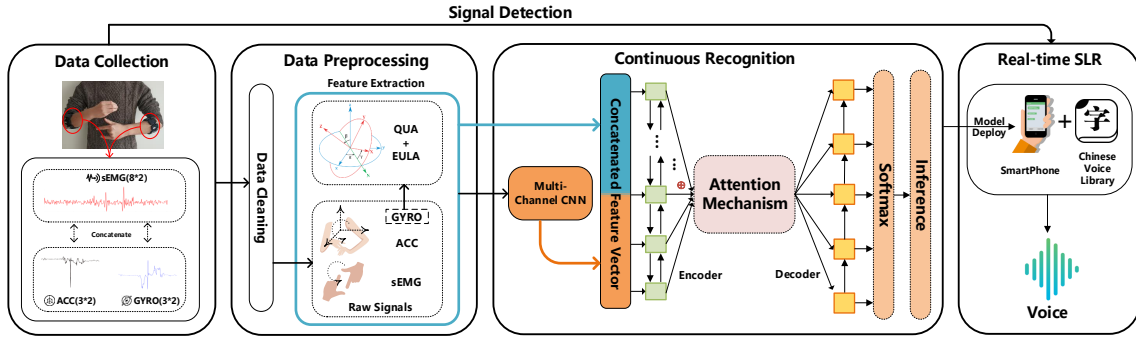 Signal Detection
Data Collection
sEMG(8*2)
Concatenate
ACC(3*2)
GYRO(3*2)
Data Preprocessing
Data Cleaning
Feature Extraction
QUA
+
EULA
GYRO
ACC
sEMG
Raw Signals
Continuous Recognition
Multi-
Channel CNN
Concatenated Feature Vector
Encoder
Attention
Mechanism
Decoder
Softmax
Inference
Real-time SLR
Model
Deploy
+
字
SmartPhone
Chinese
Voice
Library
Voice